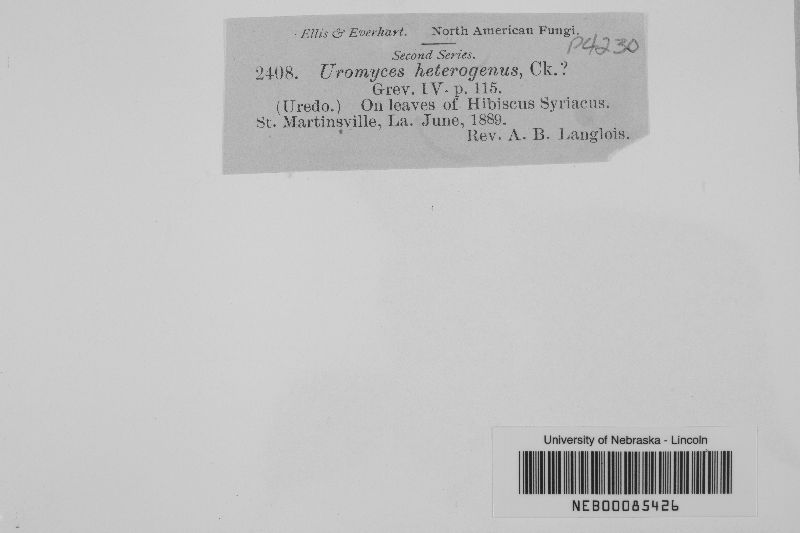 Ellis & Everhart. North American Fungi.
P4230
Second Series.
2408. Uromyces heterogenus, Ck.?
Grev. IV. p. 115.
(Uredo.) On leaves of Hibiscus Syriacus.
St. Martinsville, La. June, 1889.
Rev. A. B. Langlois.
University of Nebraska - Lincoln
NEB00085426